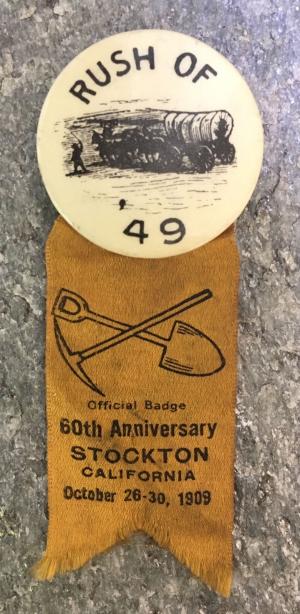 RUSH OF
49
Official Badge
60th Anniversary
STOCKTON
CALIFORNIA
October 26-30, 1909